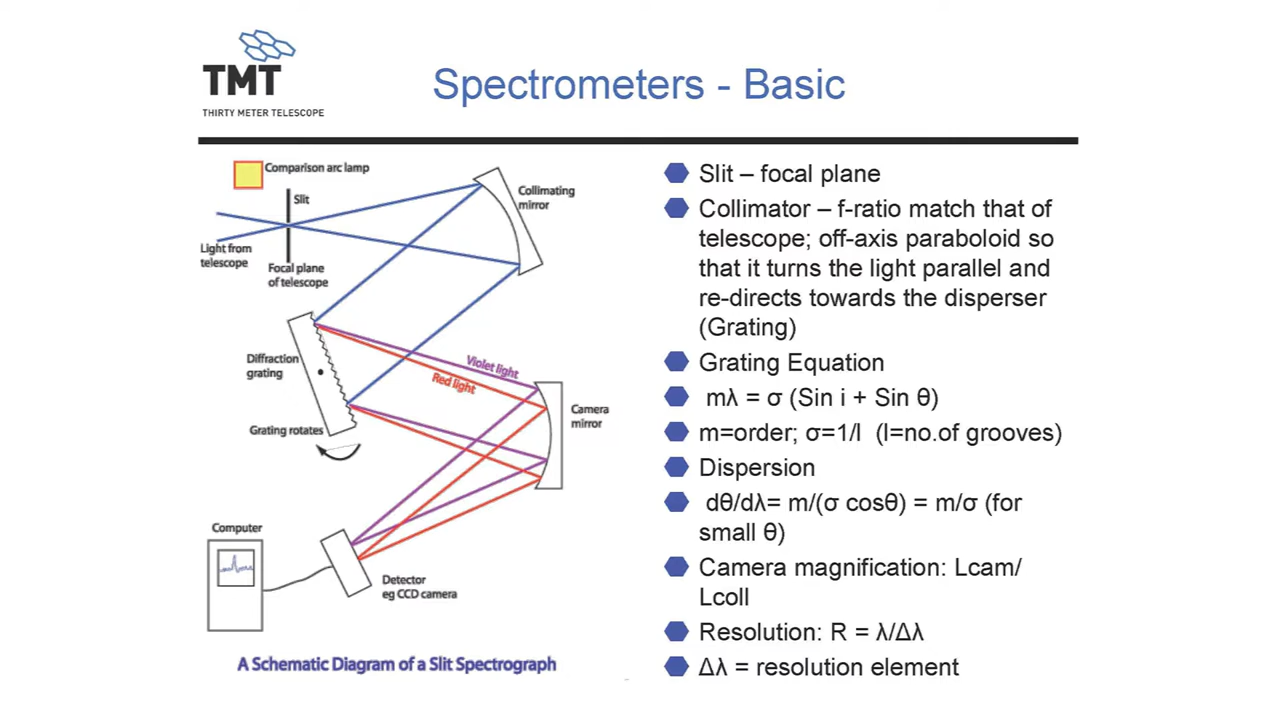 TMT
THIRTY METER TELESCOPE
Spectrometers - Basic
Comparison arc lamp
Slit
Collimating
mirror
Light from
telescope
Focal plane
of telescope
Diffraction
grating
Violet light
Red light
Camera
mirror
Grating rotates
Computer
Detector
eg CCD camera
A Schematic Diagram of a Slit Spectrograph
Slit – focal plane
Collimator – f-ratio match that of
telescope; off-axis paraboloid so
that it turns the light parallel and
re-directs towards the disperser
(Grating)
Grating Equation
mλ = σ (Sin i + Sin θ)
m=order; σ=1/l (l=no.of grooves)
Dispersion
dθ/dλ= m/(σ cosθ) = m/σ (for
small θ)
Camera magnification: Lcam/
Lcoll
Resolution: R = λ/Δλ
Δλ = resolution element